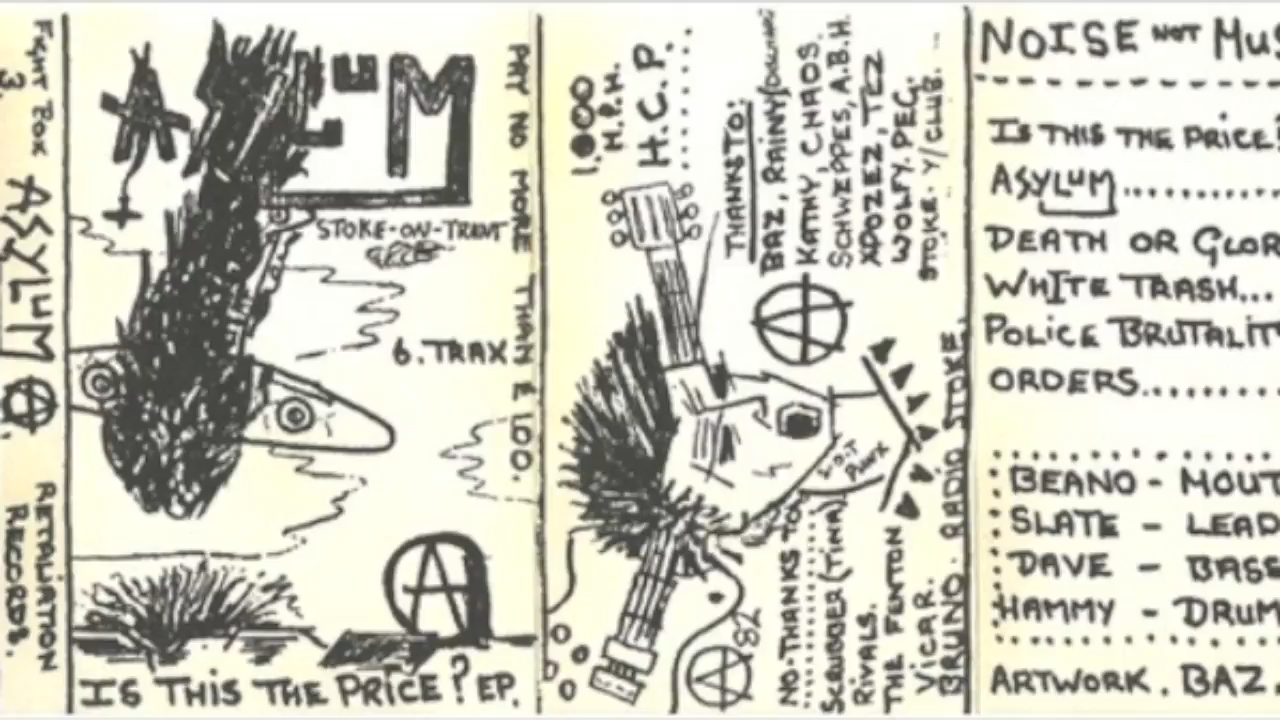 FIGHT POX
3.
ASYLUM
RETALIATION
RECORDS.
STOKE-ON-TRENT
6. TRAX
IS THIS THE PRICE? EP.
PAY NO MORE THAN £1.00.
1,000
H.P.H.
H.C.P.
THANKS TO:
BAZ, RAINY
KATHY, CHAOS.
SCHWEPPES, A.B.H.
XPOZEZ, TEZ
WOLFY. PEG.
STOKE. Y/CLUB.
S.O.T
PUNX
82
NO-THANKS TO
SCRUBBER (TINA)
RIVALS.
THE FENTON
VICAR.
BRUNO. RADIO STOKE.
NOISE NOT MUS
IS THIS THE PRICE?
ASYLUM..........
DEATH OR GLOR
WHITE TRASH...
POLICE BRUTALIT
ORDERS..........
BEANO - MOUT
SLATE - LEAD
DAVE - BASS
HAMMY - DRUM
ARTWORK. BAZ.